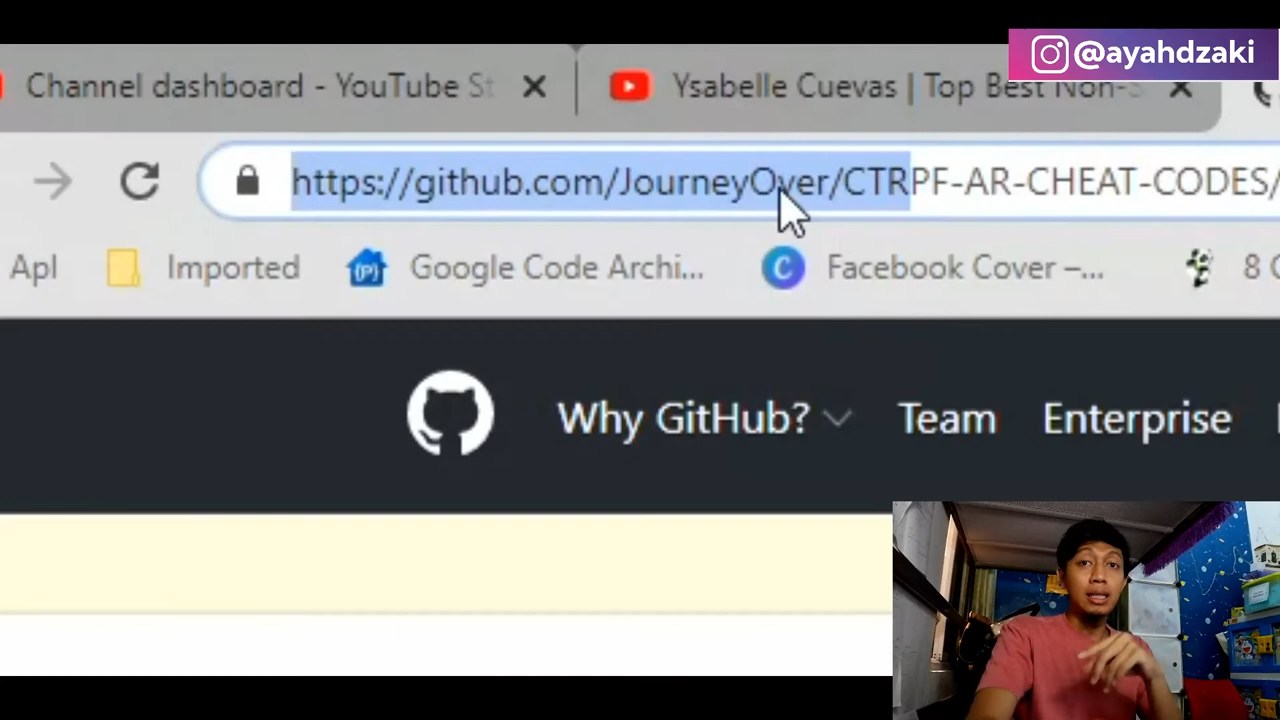 @ayahdzaki
Channel dashboard - YouTube St
Ysabelle Cuevas | Top Best Non-S
https://github.com/JourneyOver/CTRPF-AR-CHEAT-CODES/
Apl
Imported
Google Code Archi...
Facebook Cover –...
8
Why GitHub?
Team
Enterprise